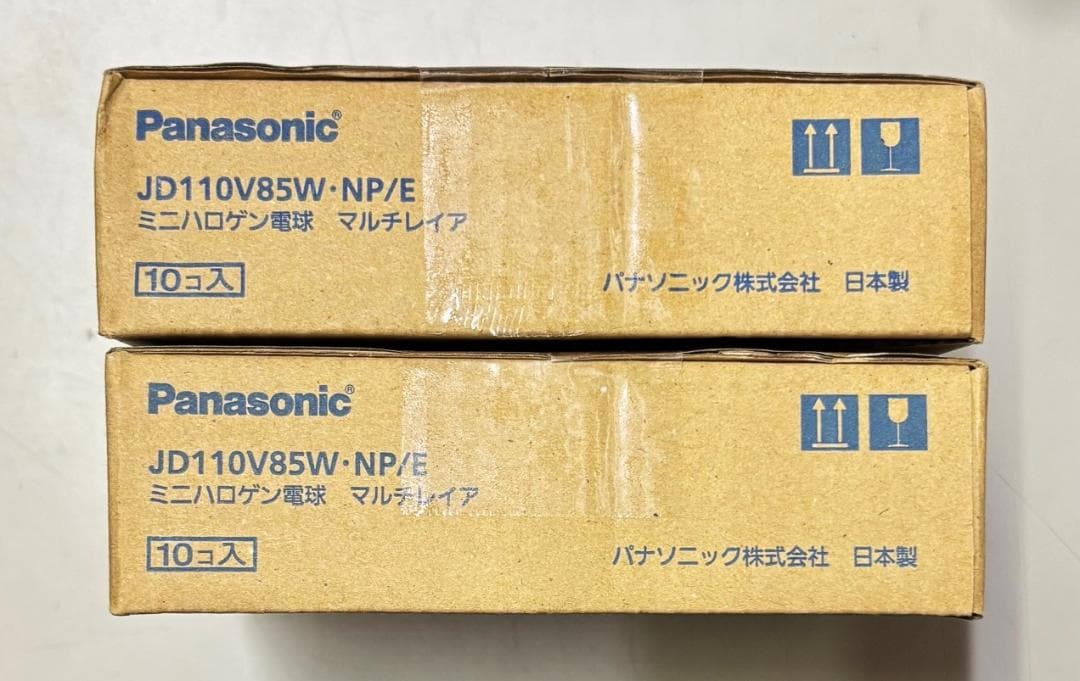 Panasonic®
JD110V85W·NP/E
ミニハロゲン電球 マルチレイア
10コ入
パナソニック株式会社 日本製
Panasonic®
JD110V85W·NP/E
ミニハロゲン電球 マルチレイア
10コ入
パナソニック株式会社 日本製